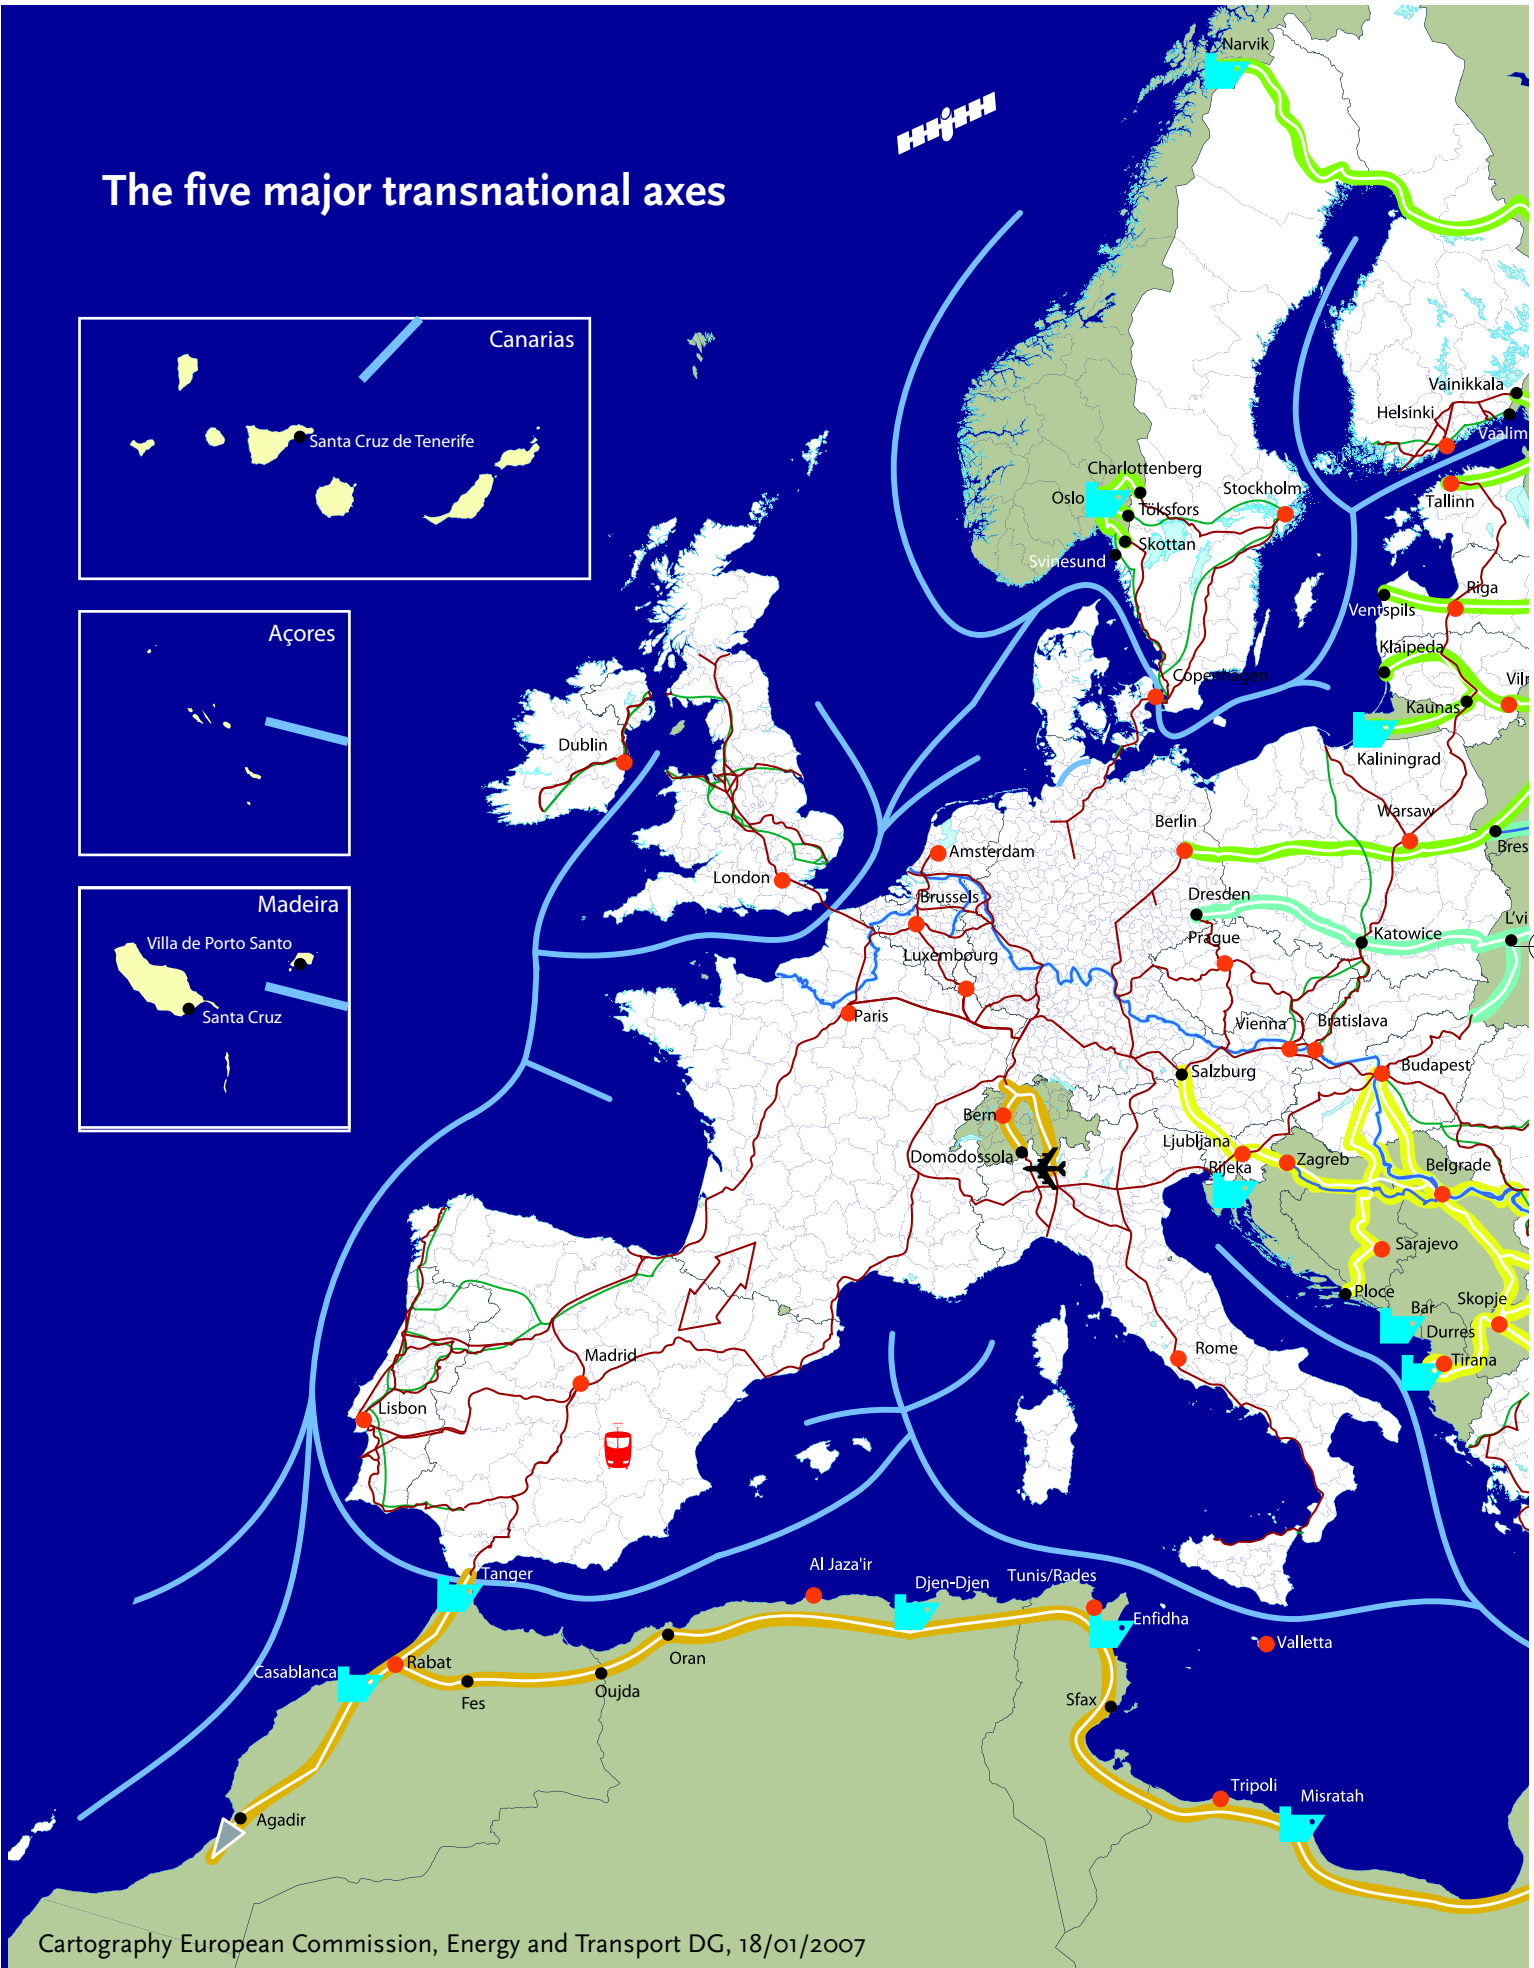 Narvik
The five major transnational axes
Canarias
Santa Cruz de Tenerife
Vainikkala
Helsinki
Vaalim
Charlottenberg
Oslo
Töksfors
Stockholm
Tallinn
Skottan
Svinesund
Riga
Ventspils
Açores
Klaipeda
Copenhagen
Viln
Kaunas
Dublin
Kaliningrad
Warsaw
Berlin
Bres
Amsterdam
London
Brussels
Dresden
Madeira
L'vi
Villa de Porto Santo
Prague
Katowice
Luxembourg
Santa Cruz
Paris
Vienna
Bratislava
Budapest
Salzburg
Bern
Ljubljana
Domodossola
Rijeka
Zagreb
Belgrade
Sarajevo
Ploce
Skopje
Bar
Durres
Rome
Madrid
Tirana
Lisbon
Tanger
Al Jaza'ir
Djen-Djen
Tunis/Rades
Enfidha
Valletta
Casablanca
Rabat
Oran
Fes
Oujda
Sfax
Tripoli
Misratah
Agadir
Cartography European Commission, Energy and Transport DG, 18/01/2007